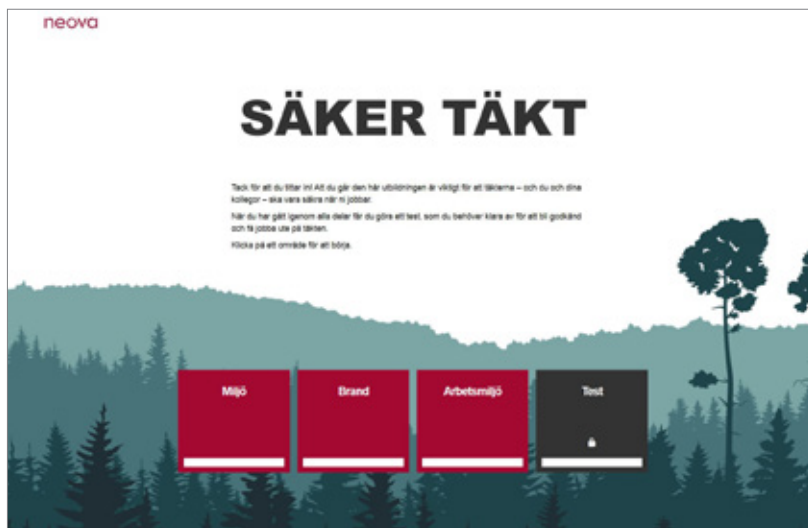 neova
SÄKER TÄKT
Tack för att du tittar in! Att du går den här utbildningen är viktigt för att täkterna – och du och dina
kollegor – ska vara säkra när ni jobbar.
När du har gått igenom alla delar får du göra ett test, som du behöver klara av för att bli godkänd
och få jobba ute på täkten.
Klicka på ett område för att börja.
Miljö
Brand
Arbetsmiljö
Test